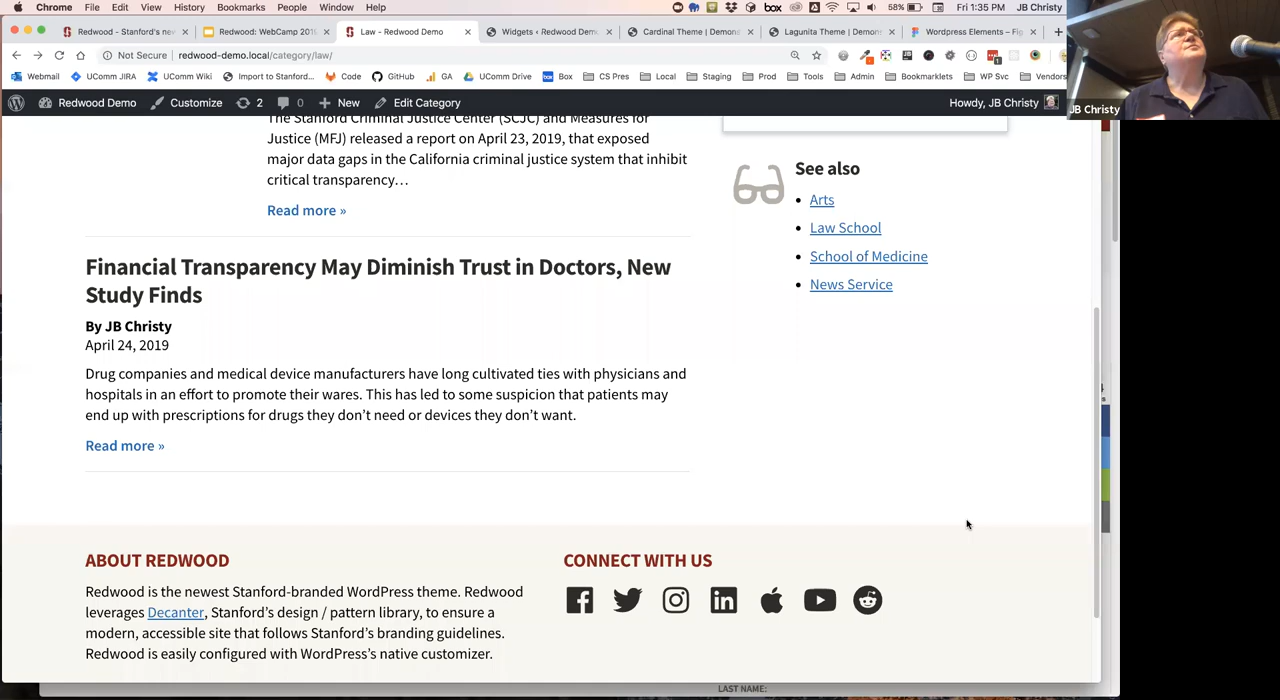 Chrome File Edit View History Bookmarks People Window Help
box 58% Fri 1:35 PM JB Christy
Redwood - Stanford's new
Redwood: WebCamp 2019
Law - Redwood Demo
Widgets ‹ Redwood Demo
Cardinal Theme | Demons
Lagunita Theme | Demons
Wordpress Elements – Fig
Not Secure redwood-demo.local/category/law/
Webmail UComm JIRA UComm Wiki Import to Stanford... Code GitHub GA UComm Drive box Box CS Pres Local Staging Prod Tools Admin Bookmarklets WP Svc Vendors
Redwood Demo Customize 2 0 New Edit Category Howdy, JB Christy
JB Christy
The Stanford Criminal Justice Center (SCJC) and Measures for
Justice (MFJ) released a report on April 23, 2019, that exposed
major data gaps in the California criminal justice system that inhibit
critical transparency…
Read more »
See also
Arts
Law School
School of Medicine
News Service
Financial Transparency May Diminish Trust in Doctors, New
Study Finds
By JB Christy
April 24, 2019
Drug companies and medical device manufacturers have long cultivated ties with physicians and
hospitals in an effort to promote their wares. This has led to some suspicion that patients may
end up with prescriptions for drugs they don't need or devices they don't want.
Read more »
ABOUT REDWOOD
Redwood is the newest Stanford-branded WordPress theme. Redwood
leverages Decanter, Stanford's design / pattern library, to ensure a
modern, accessible site that follows Stanford's branding guidelines.
Redwood is easily configured with WordPress's native customizer.
CONNECT WITH US
LAST NAME: